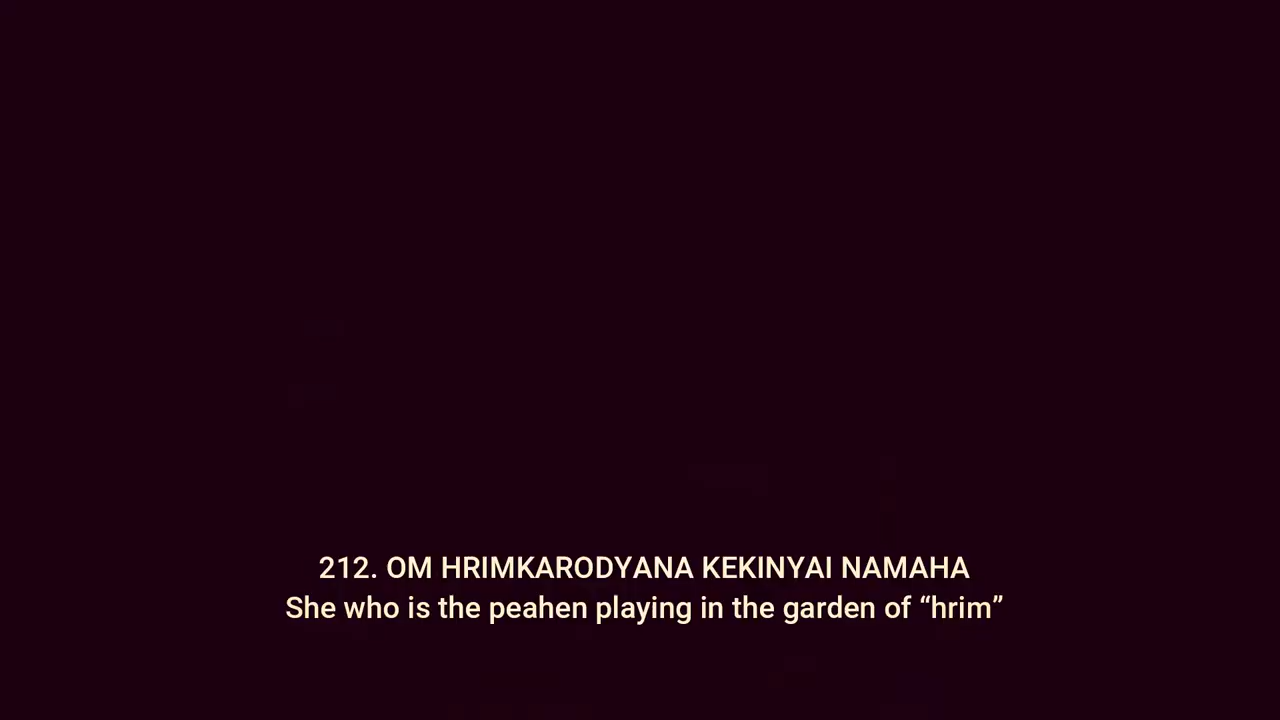 212. OM HRIMKARODYANA KEKINYAI NAMAHA
She who is the peahen playing in the garden of “hrim”